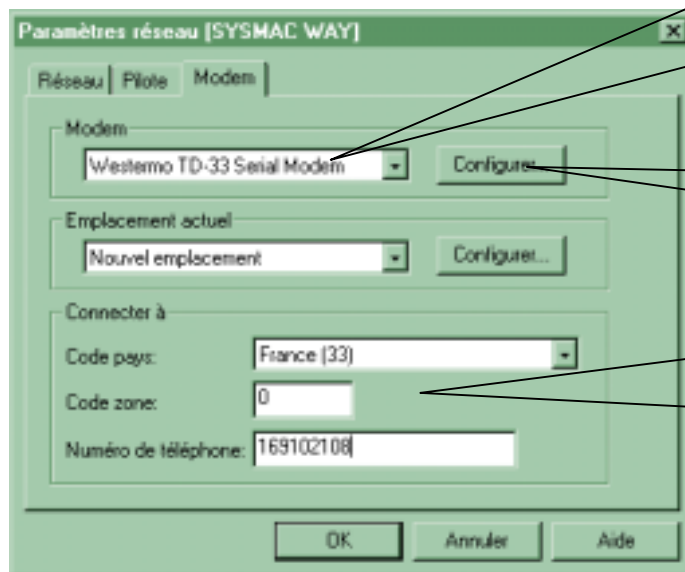 Paramètres réseau [SYSMAC WAY]
Réseau Pilote Modem
Modem
Westermo TD-33 Serial Modem Configurer...
Emplacement actuel
Nouvel emplacement Configurer...
Connecter à
Code pays: France (33)
Code zone: 0
Numéro de téléphone: 169102108
OK Annuler Aide